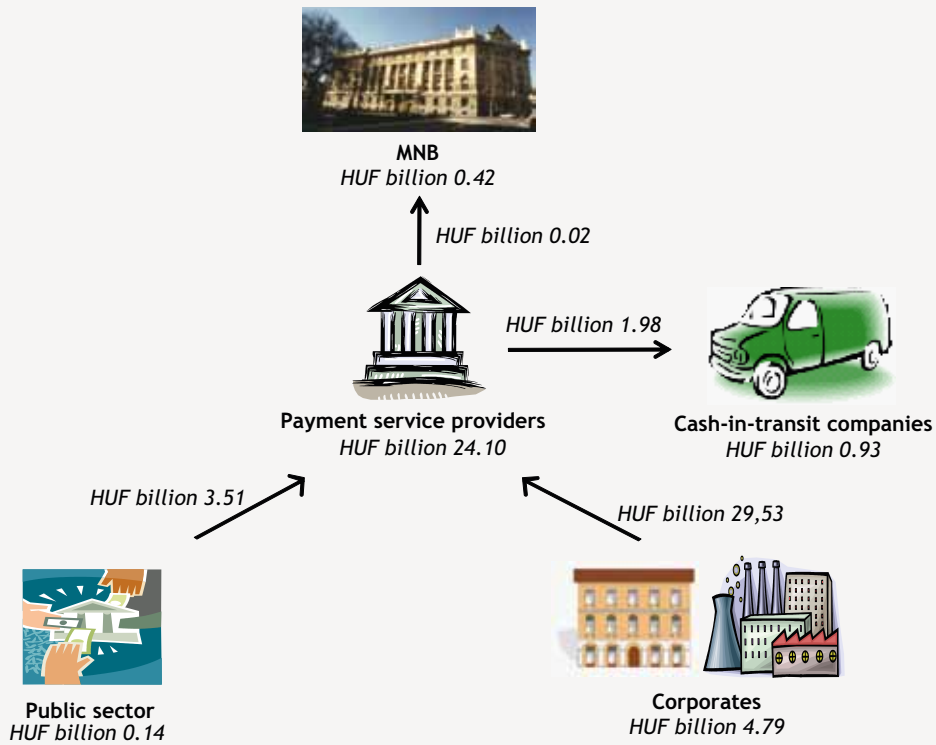 MNB
HUF billion 0.42
HUF billion 0.02
HUF billion 1.98
Payment service providers
HUF billion 24.10
Cash-in-transit companies
HUF billion 0.93
HUF billion 3.51
HUF billion 29,53
Public sector
HUF billion 0.14
Corporates
HUF billion 4.79